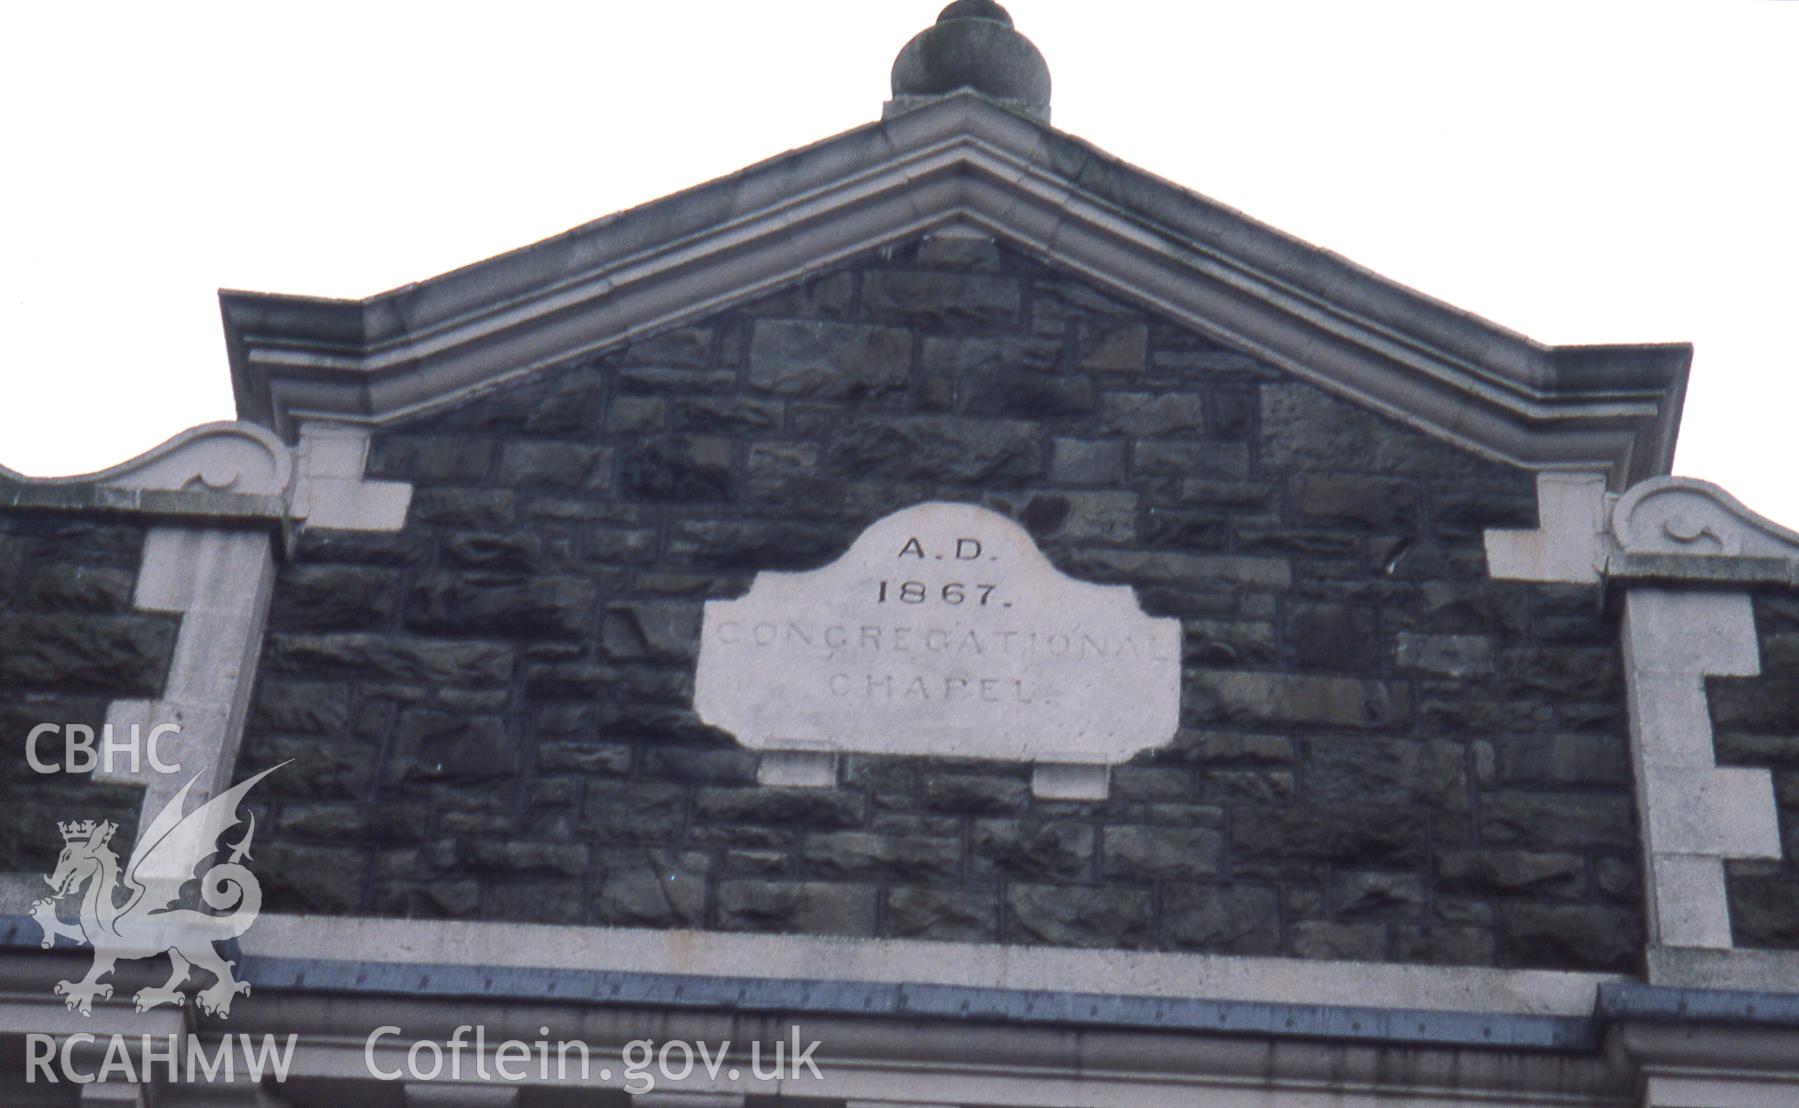 A.D.
1867.
CONGREGATIONAL
CHAPEL.
CBHC
RCAHMW
Coflein.gov.uk